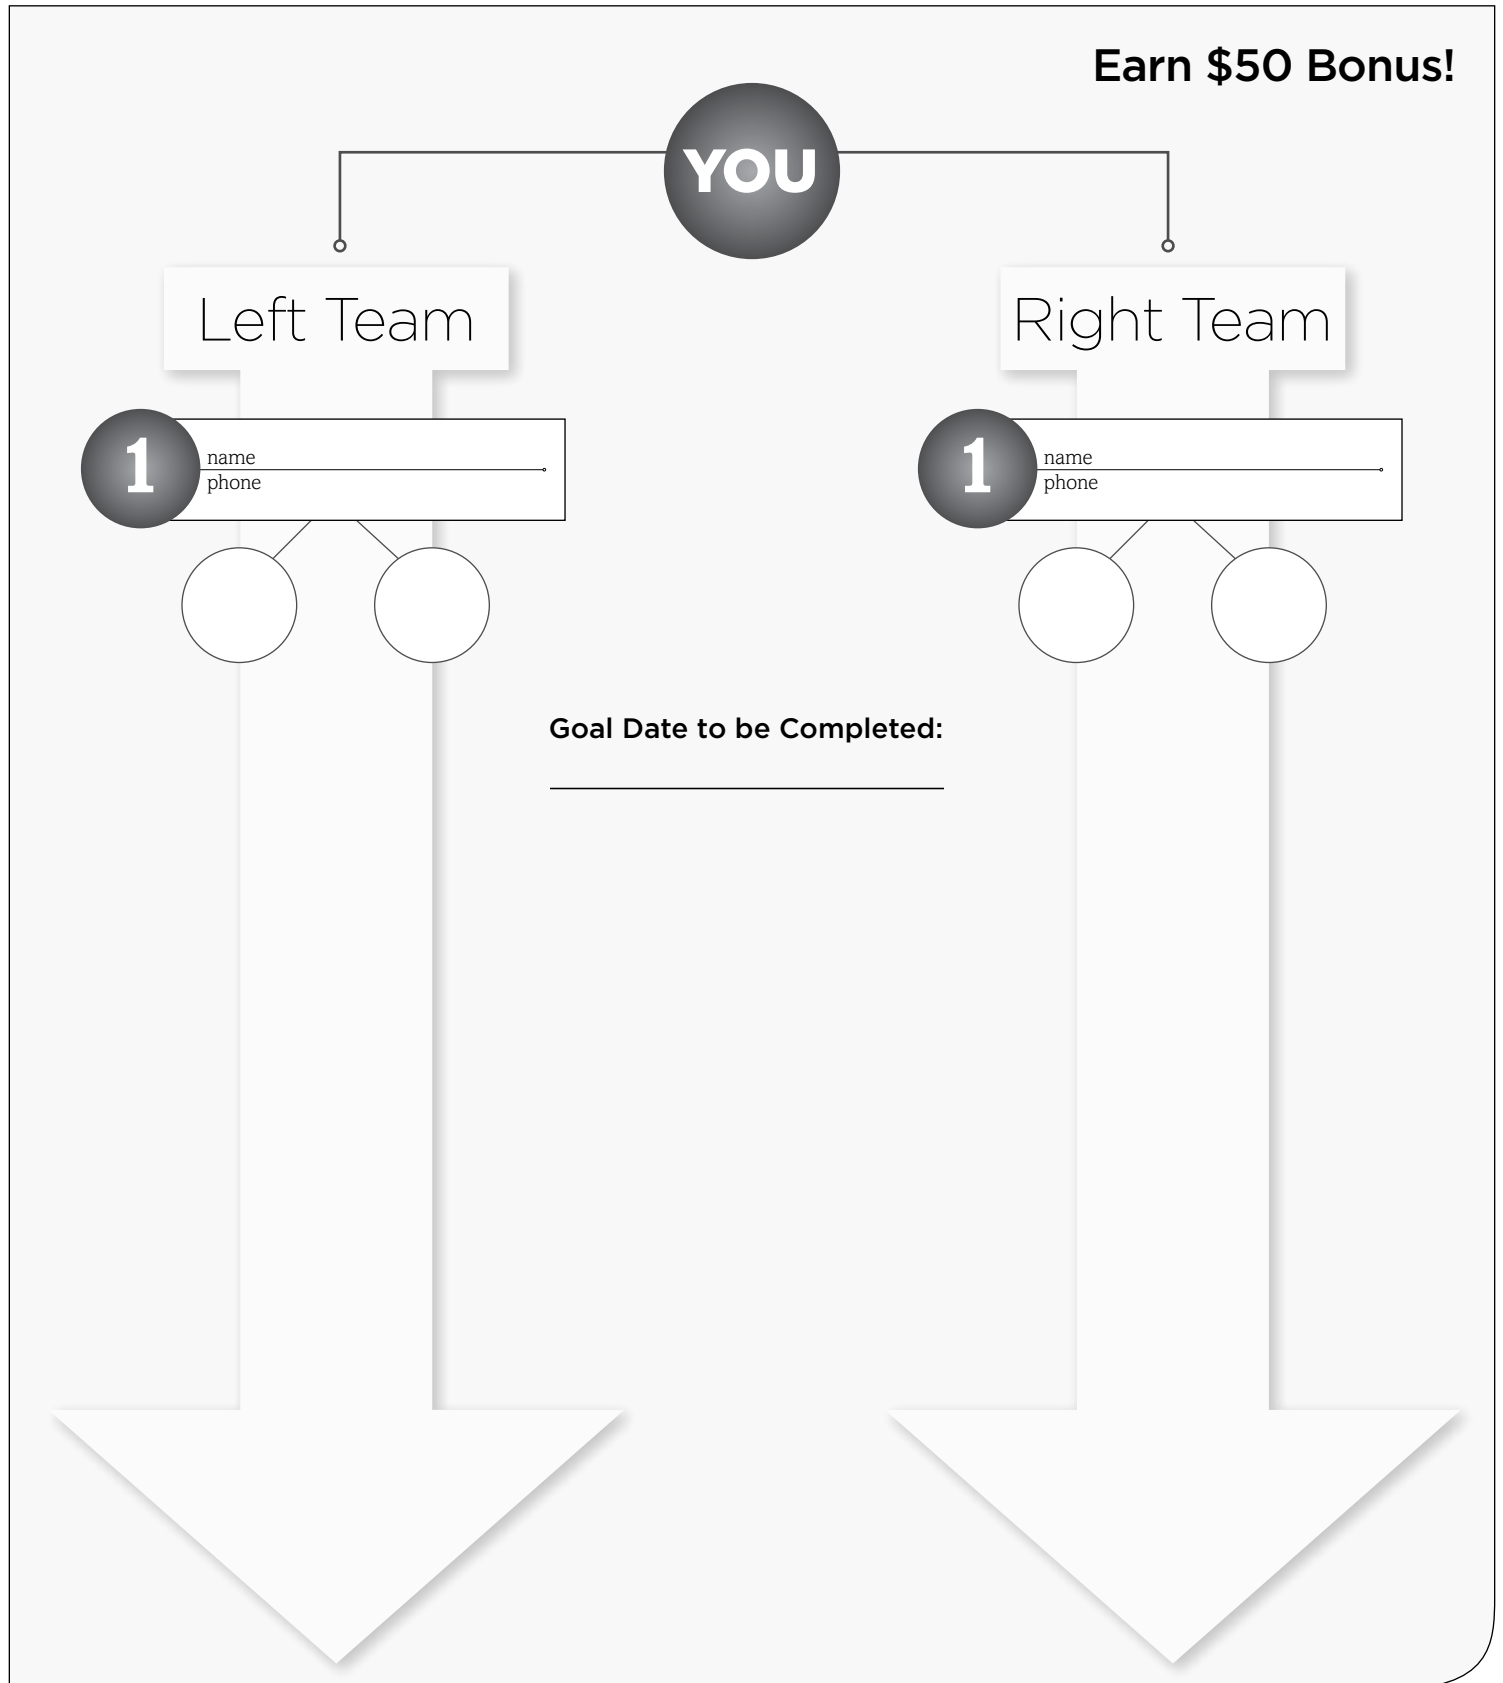 Earn $50 Bonus!
YOU
Left Team
Right Team
1
name
phone
1
name
phone
Goal Date to be Completed: